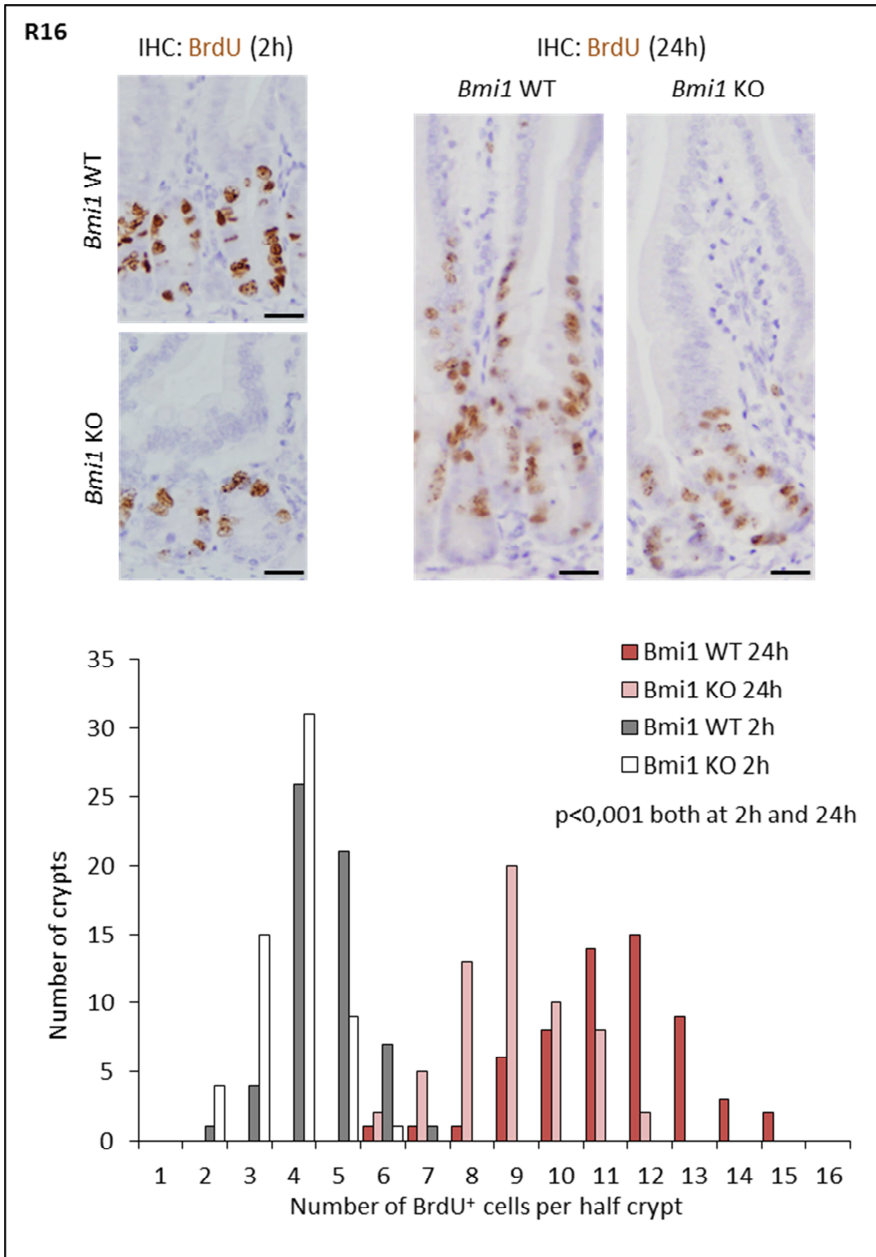 R16
IHC: BrdU (2h)
IHC: BrdU (24h)
Bmi1 WT
Bmi1 KO
Bmi1 WT
Bmi1 KO
35
30
25
20
15
10
5
0
Number of crypts
Bmi1 WT 24h
Bmi1 KO 24h
Bmi1 WT 2h
Bmi1 KO 2h
p<0,001 both at 2h and 24h
1 2 3 4 5 6 7 8 9 10 11 12 13 14 15 16
Number of BrdU⁺ cells per half crypt